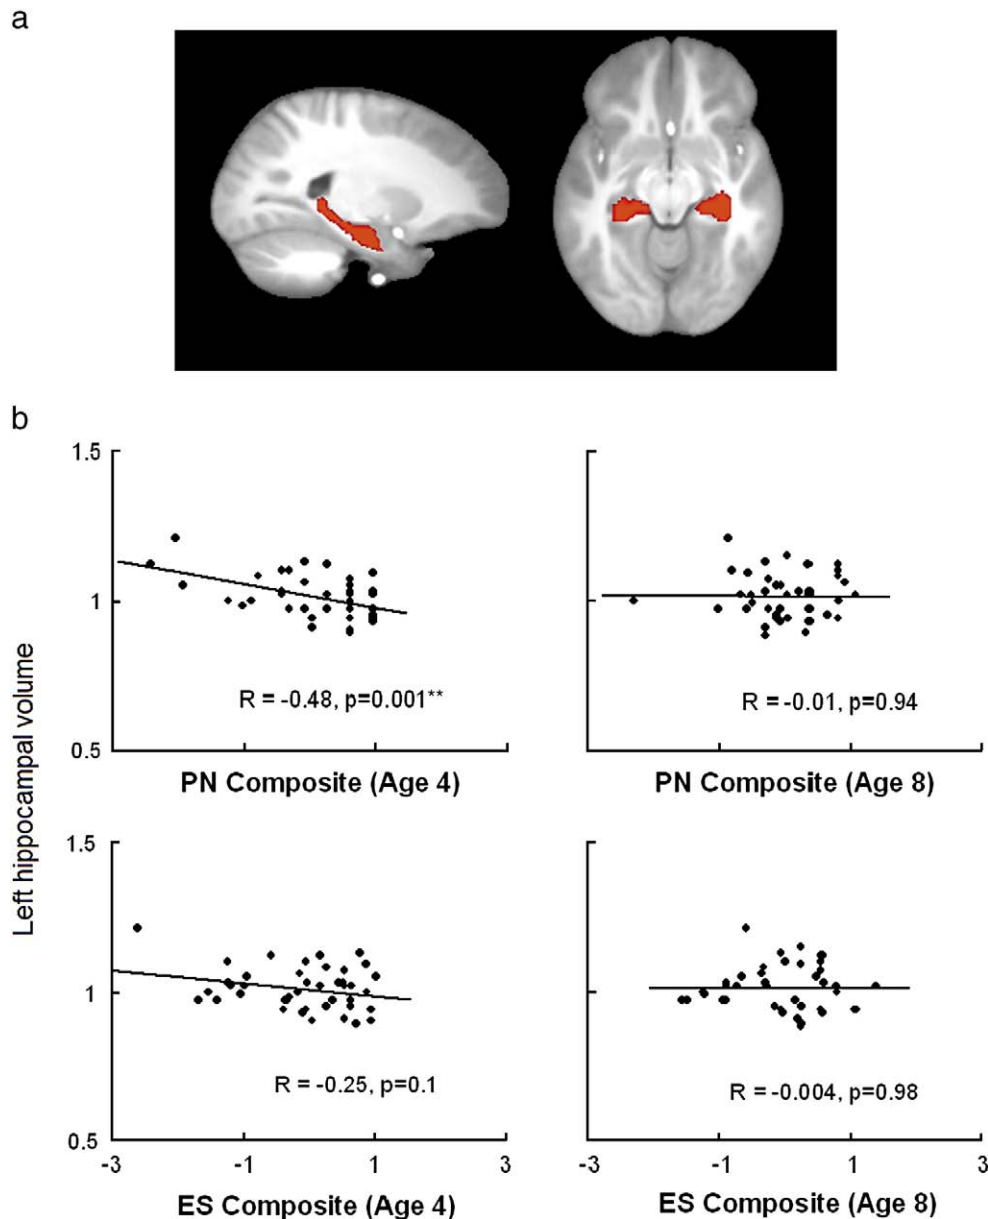 a
b
Left hippocampal volume
1.5
1
0.5
R = -0.48, p=0.001**
PN Composite (Age 4)
R = -0.01, p=0.94
PN Composite (Age 8)
1.5
1
0.5
R = -0.25, p=0.1
-3 -1 1 3
ES Composite (Age 4)
R = -0.004, p=0.98
-3 -1 1 3
ES Composite (Age 8)